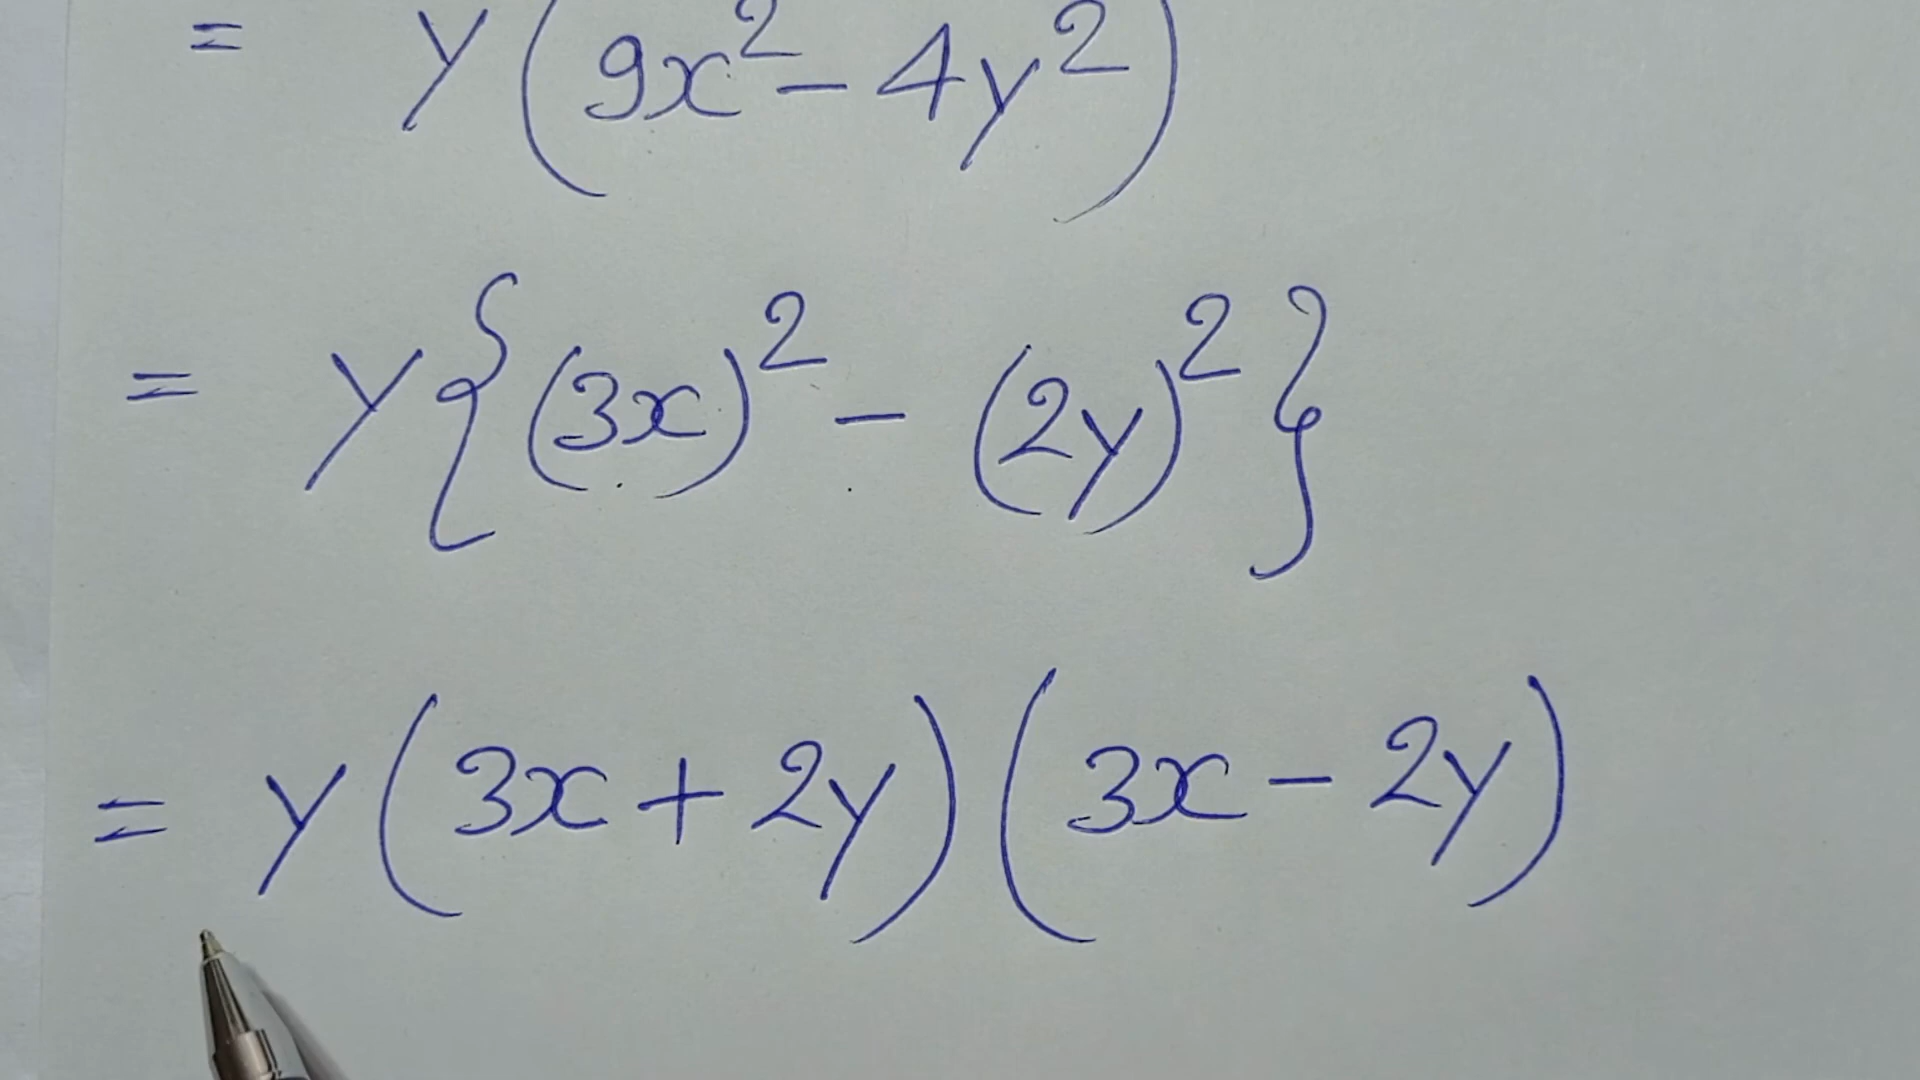 = y(9x² - 4y²)
= y{(3x)² - (2y)²}
= y(3x + 2y)(3x - 2y)